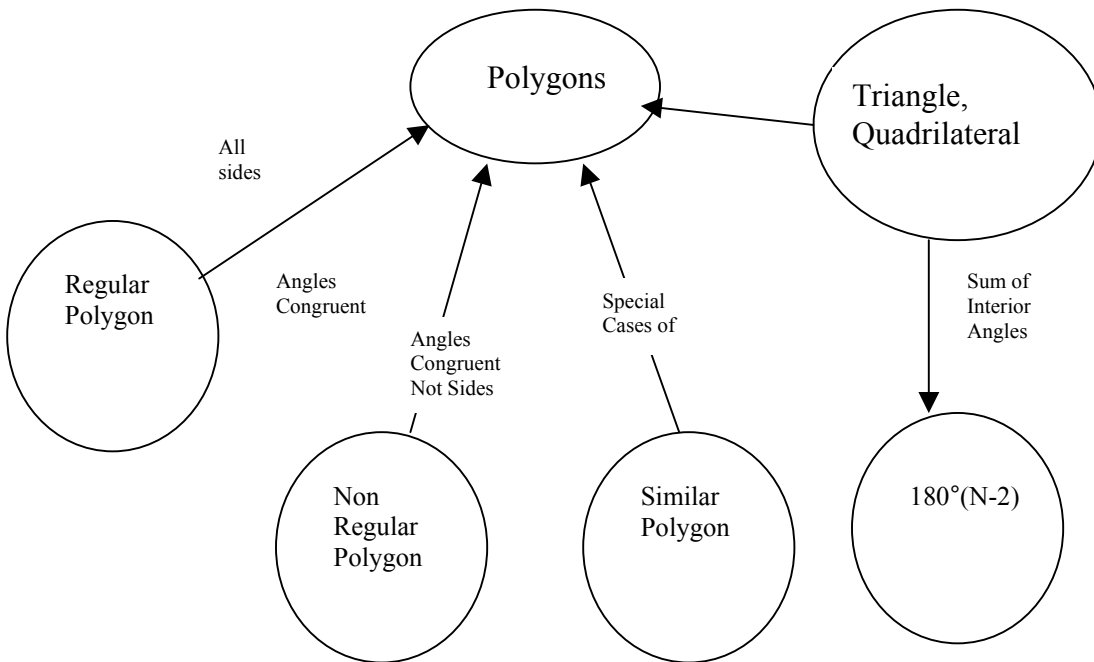 Polygons
Triangle,
Quadrilateral
All
sides
Regular
Polygon
Angles
Congruent
Angles
Congruent
Not Sides
Special
Cases of
Sum of
Interior
Angles
Non
Regular
Polygon
Similar
Polygon
180°(N-2)